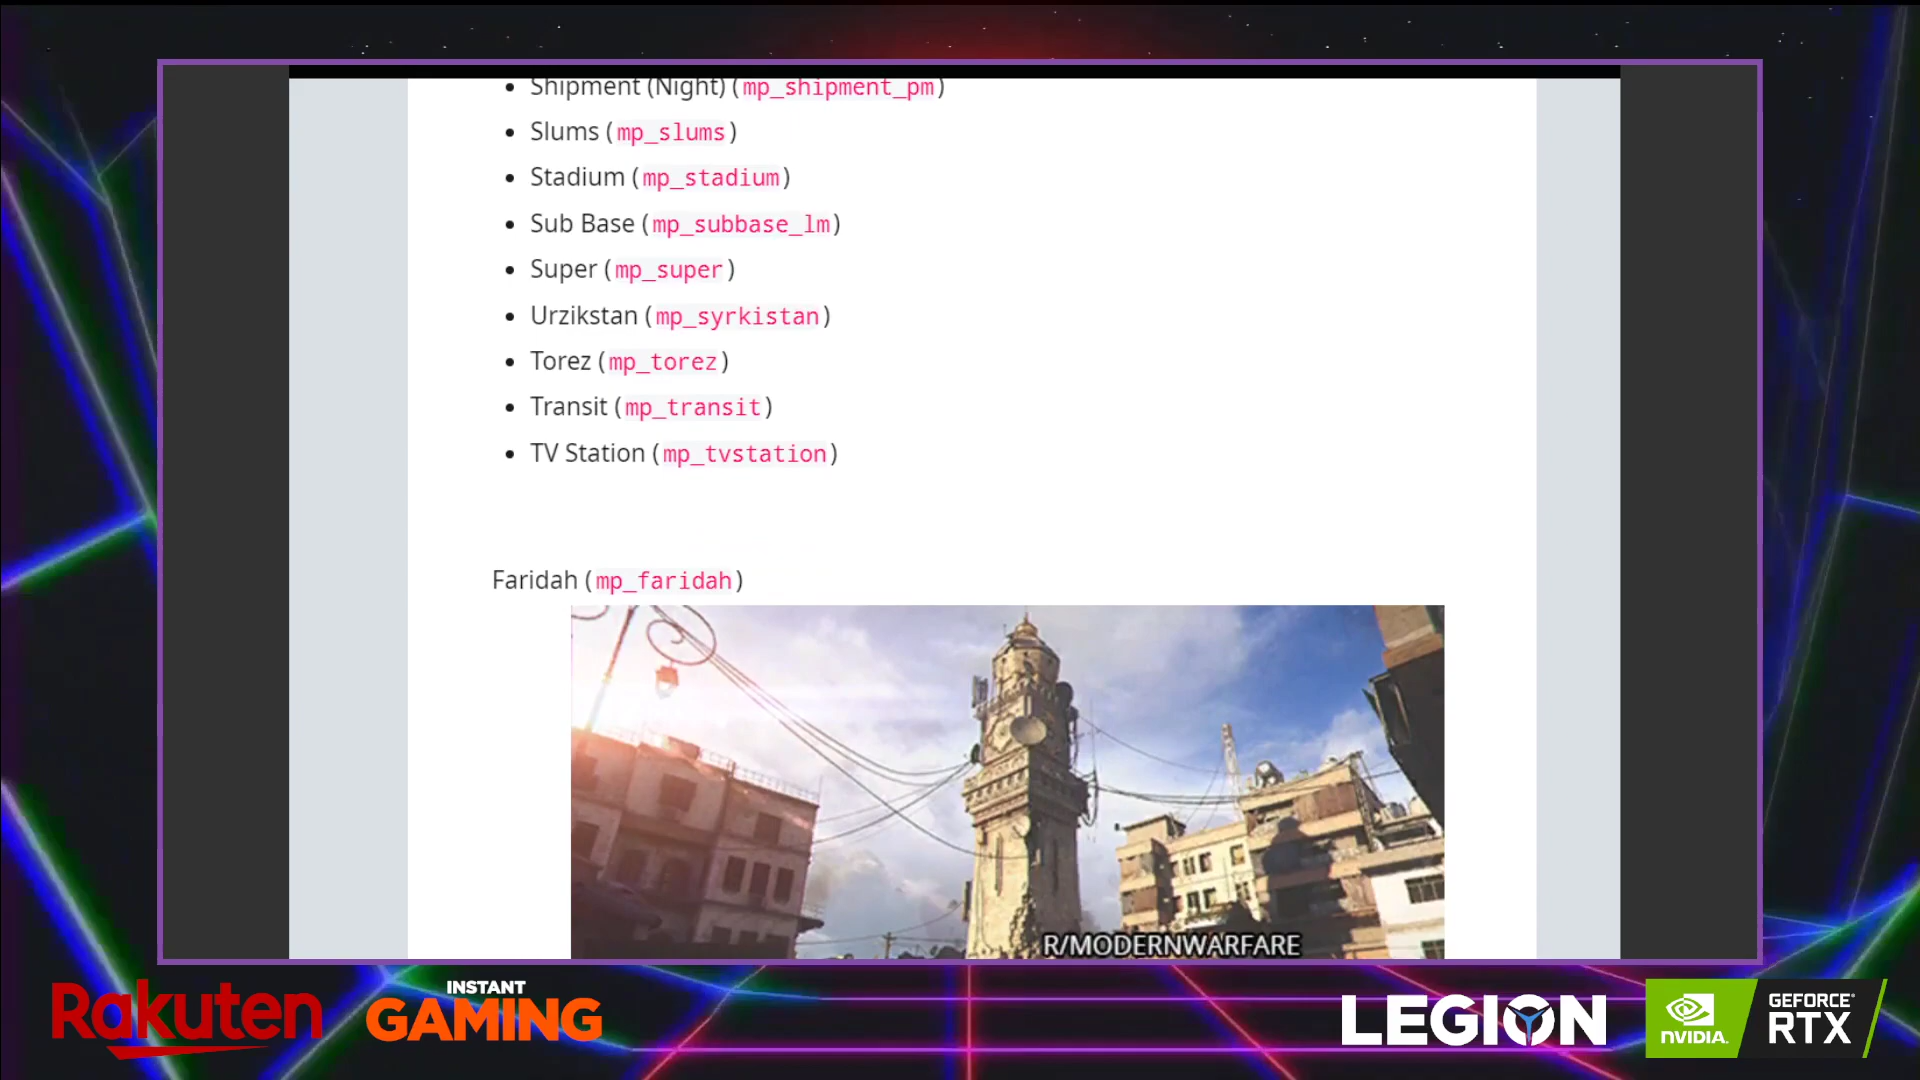 Shipment (Night) (mp_shipment_pm)
Slums (mp_slums)
Stadium (mp_stadium)
Sub Base (mp_subbase_lm)
Super (mp_super)
Urzikstan (mp_syrkistan)
Torez (mp_torez)
Transit (mp_transit)
TV Station (mp_tvstation)
Faridah (mp_faridah)
R/MODERNWARFARE
Rakuten
INSTANT
GAMING
LEGION
NVIDIA.
GEFORCE
RTX